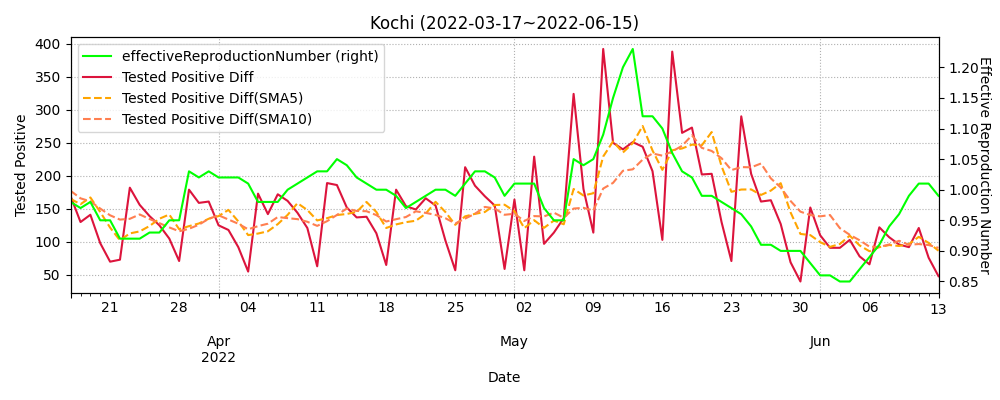 Kochi (2022-03-17~2022-06-15)
effectiveReproductionNumber (right)
Tested Positive Diff
Tested Positive Diff(SMA5)
Tested Positive Diff(SMA10)
Tested Positive
400
350
300
250
200
150
100
50
1.20
1.15
1.10
1.05
1.00
0.95
0.90
0.85
Effective Reproduction Number
21 28 04 11 18 25 02 09 16 23 30 06 13
Apr May Jun
2022
Date